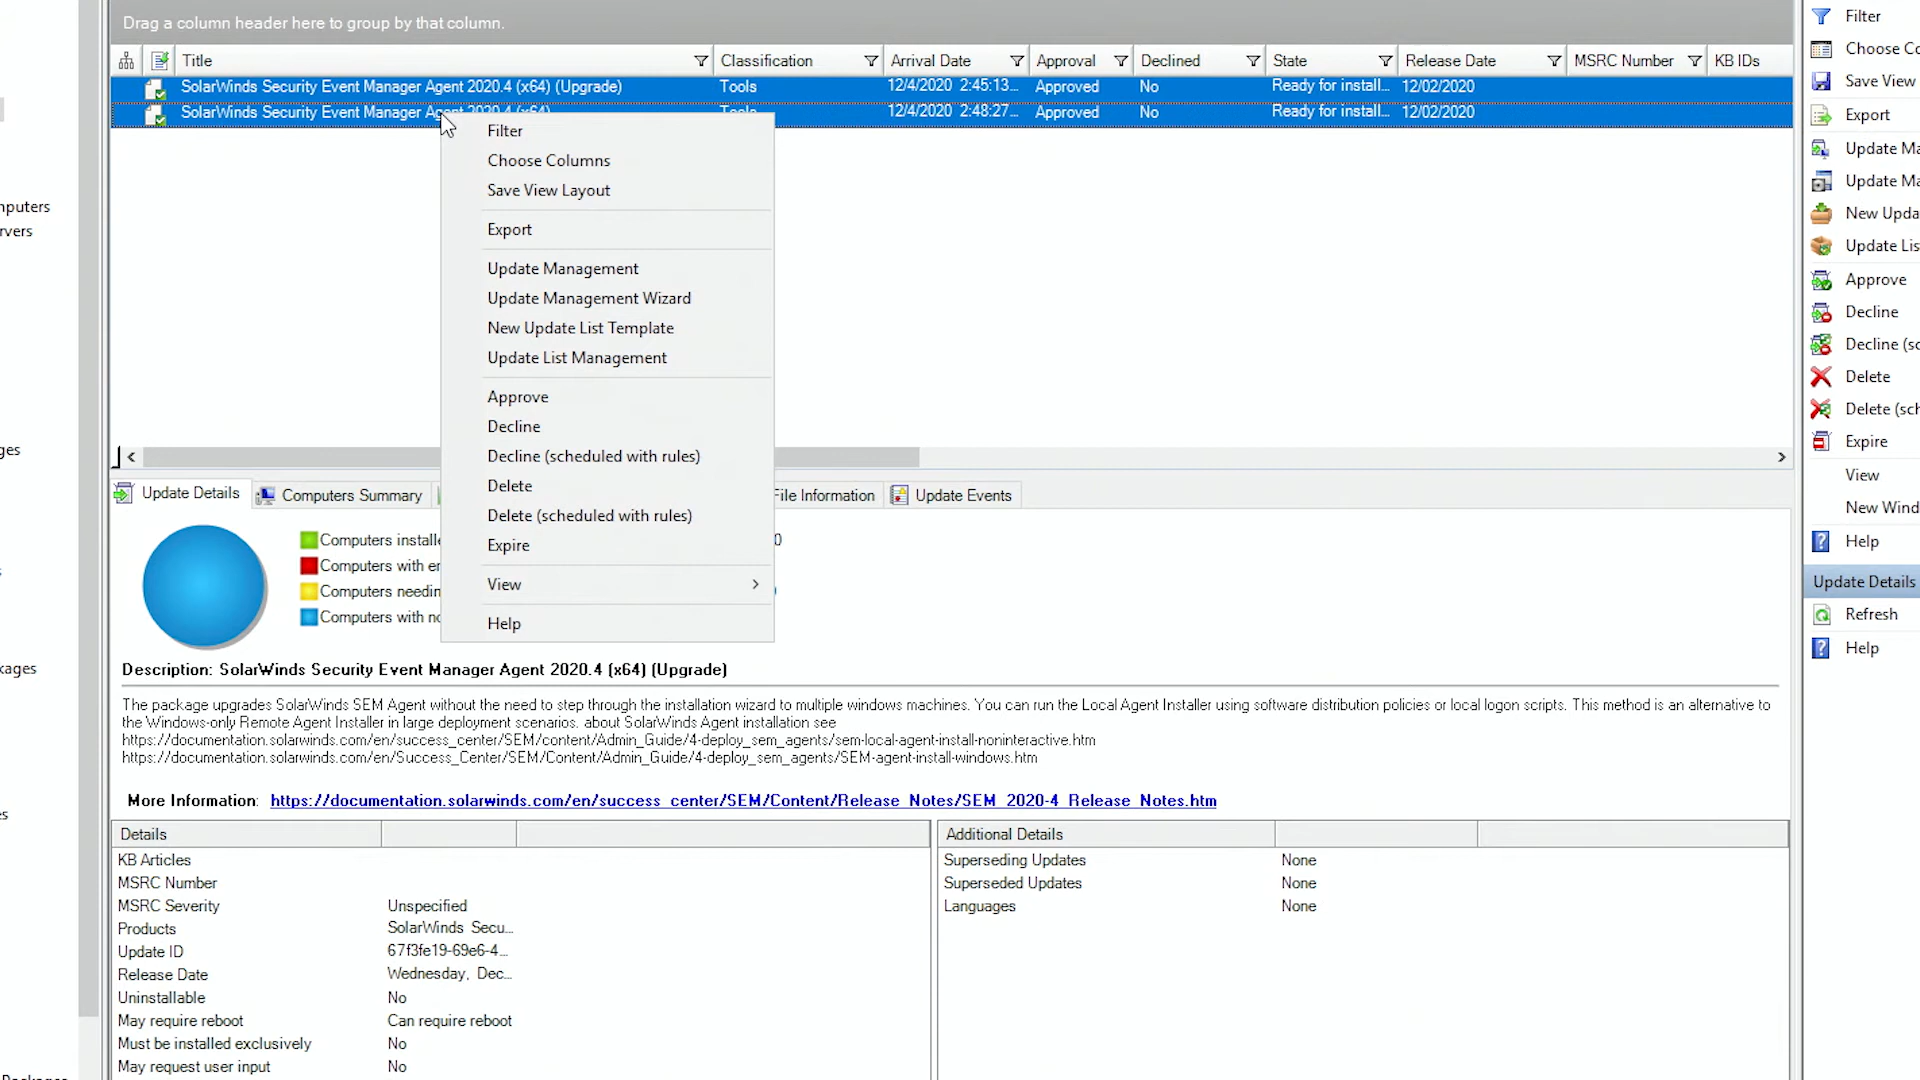 Drag a column header here to group by that column.
Title Classification Arrival Date Approval Declined State Release Date MSRC Number KB IDs
SolarWinds Security Event Manager Agent 2020.4 (x64) (Upgrade) Tools 12/4/2020 2:45:13... Approved No Ready for install... 12/02/2020
SolarWinds Security Event Manager Agent 2020.4 (x64) Tools 12/4/2020 2:48:27... Approved No Ready for install... 12/02/2020
Filter
Choose Columns
Save View Layout
Export
Update Management
Update Management Wizard
New Update List Template
Update List Management
Approve
Decline
Decline (scheduled with rules)
Delete
Delete (scheduled with rules)
Expire
View
Help
Update Details Computers Summary File Information Update Events
Computers installe
Computers with er
Computers needin
Computers with no
Description: SolarWinds Security Event Manager Agent 2020.4 (x64) (Upgrade)
The package upgrades SolarWinds SEM Agent without the need to step through the installation wizard to multiple windows machines. You can run the Local Agent Installer using software distribution policies or local logon scripts. This method is an alternative to
the Windows-only Remote Agent Installer in large deployment scenarios. about SolarWinds Agent installation see
https://documentation.solarwinds.com/en/success_center/SEM/content/Admin_Guide/4-deploy_sem_agents/sem-local-agent-install-noninteractive.htm
https://documentation.solarwinds.com/en/Success_Center/SEM/Content/Admin_Guide/4-deploy_sem_agents/SEM-agent-install-windows.htm
More Information: https://documentation.solarwinds.com/en/success_center/SEM/Content/Release_Notes/SEM_2020-4_Release_Notes.htm
Details
KB Articles
MSRC Number
MSRC Severity Unspecified
Products SolarWinds Secu...
Update ID 67f3fe19-69e6-4...
Release Date Wednesday, Dec...
Uninstallable No
May require reboot Can require reboot
Must be installed exclusively No
May request user input No
Additional Details
Superseding Updates None
Superseded Updates None
Languages None
Filter
Choose Co
Save View
Export
Update Ma
Update Ma
New Upda
Update Lis
Approve
Decline
Decline (sc
Delete
Delete (sch
Expire
View
New Wind
Help
Update Details
Refresh
Help
nputers
rvers
ges
kages
es